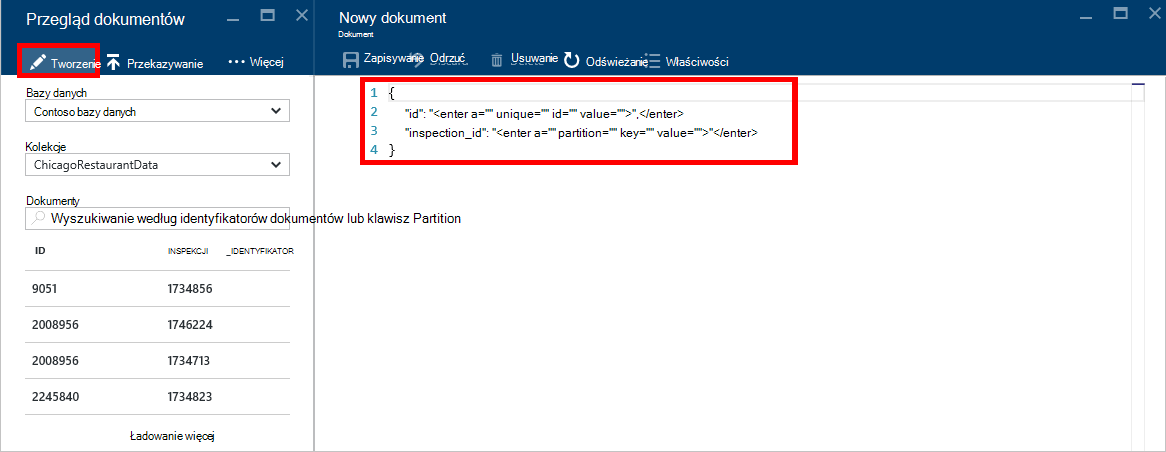 Przegląd dokumentów
Tworzenie Przekazywanie ••• Więcej
Bazy danych
Contoso bazy danych
Kolekcje
ChicagoRestaurantData
Dokumenty
Wyszukiwanie według identyfikatorów dokumentów lub klawisz Partition
ID INSPEKCJI _IDENTYFIKATOR
9051 1734856
2008956 1746224
2008956 1734713
2245840 1734823
Ładowanie więcej
Nowy dokument
Dokument
Zapisywanie Odrzuć Usuwanie Odświeżanie Właściwości
1 {
2 "id": "<enter a="" unique="" id="" value="">",</enter>
3 "inspection_id": "<enter a="" partition="" key="" value="">"</enter>
4 }